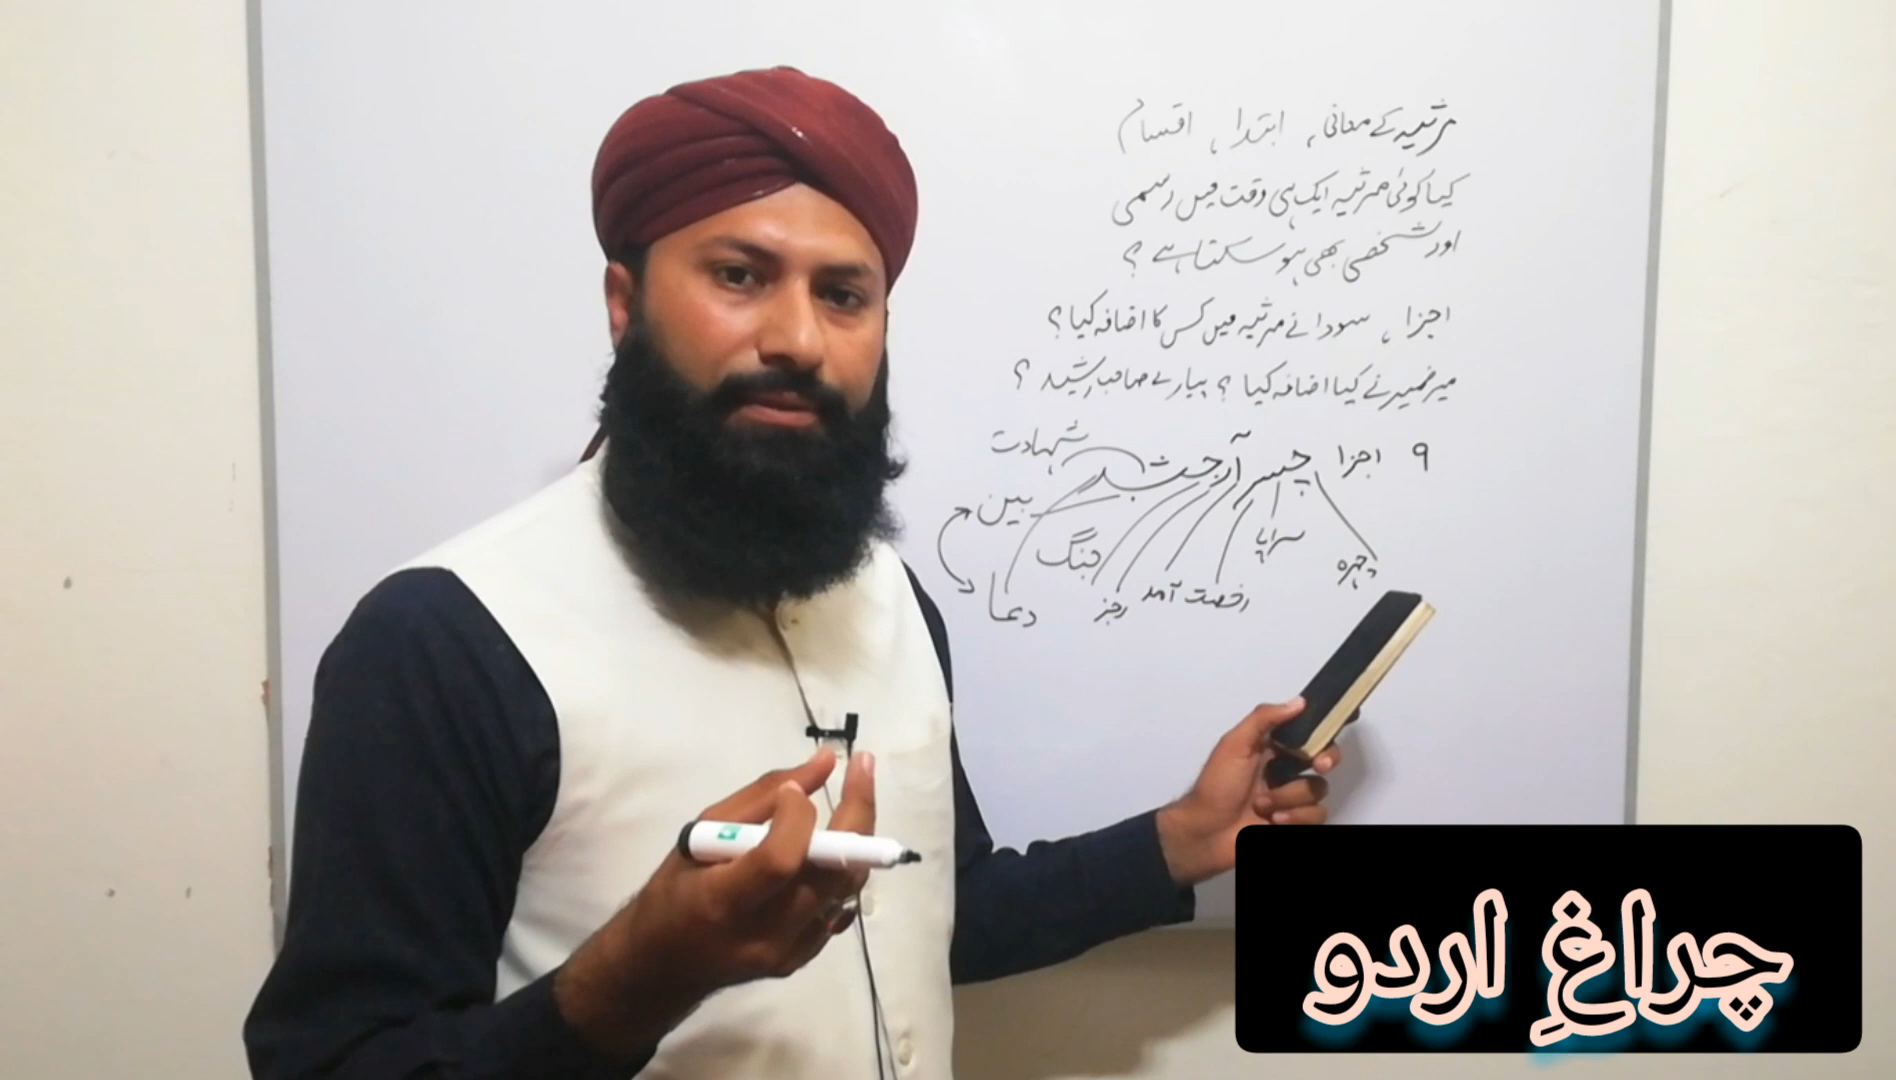 مرثیہ کے معانی، ابتدا، اقسام
کیا کوئی مرثیہ ایک ہی وقت میں رسمی
اور شخصی بھی ہو سکتا ہے؟
اجزا، سودا نے مرثیہ میں کس کا اضافہ کیا؟
میر ضمیر نے کیا اضافہ کیا؟ پیارے صاحب رشید؟
۹ اجزا
شہادت
بین
جنگ
سراپا
چہرہ
دعا
رجز
آمد
رخصت
چراغِ اردو